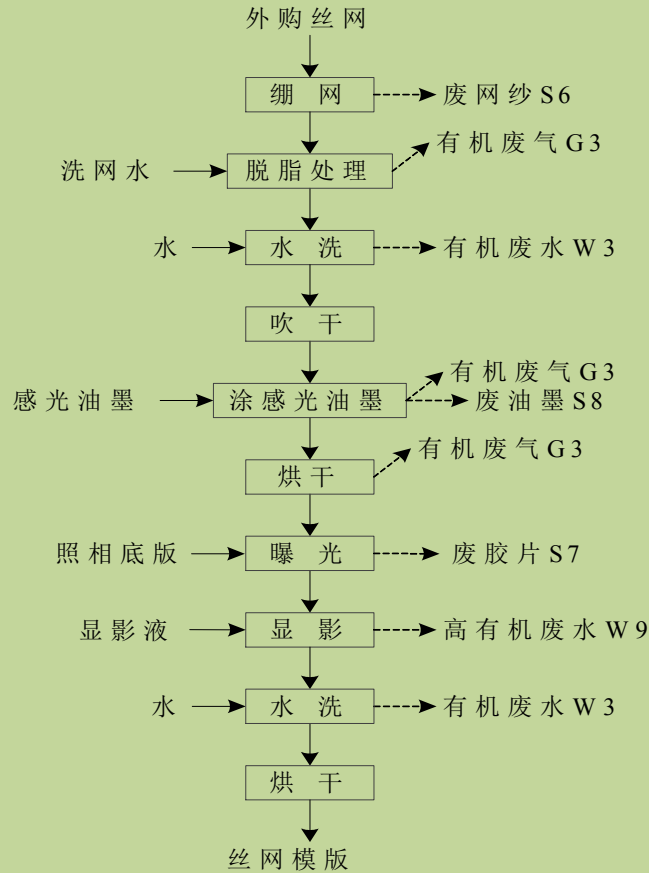 外购丝网
绷网
废网纱S6
有机废气G3
洗网水
脱脂处理
水
水洗
有机废水W3
吹干
有机废气G3
感光油墨
涂感光油墨
废油墨S8
有机废气G3
烘干
照相底版
曝光
废胶片S7
显影液
显影
高有机废水W9
水
水洗
有机废水W3
烘干
丝网模版